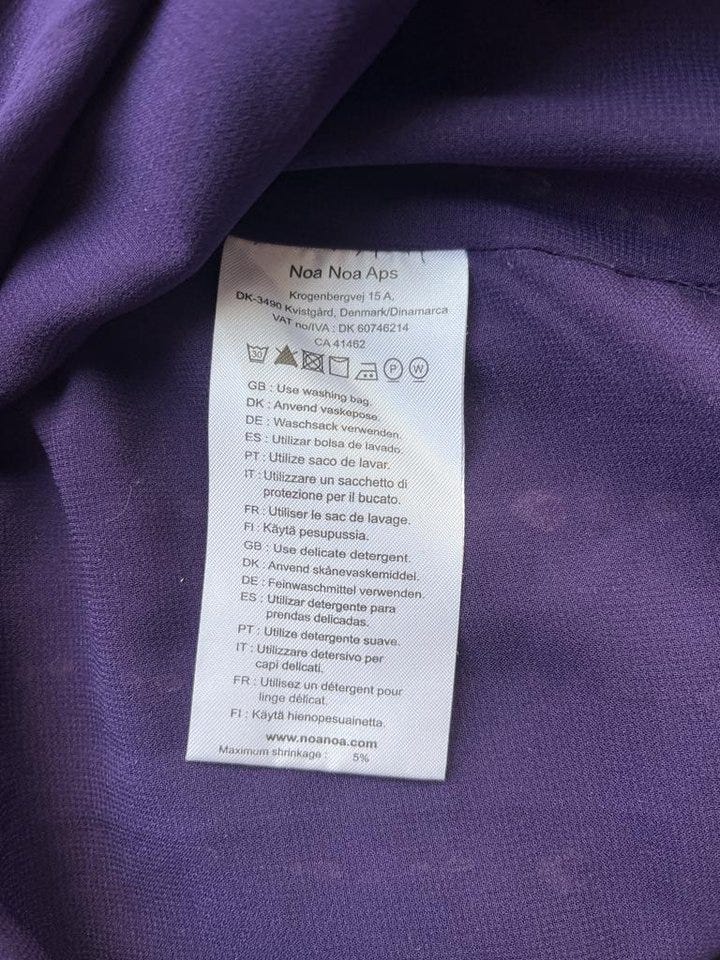 Noa Noa Aps
Krogenbergvej 15 A,
DK-3490 Kvistgård, Denmark/Dinamarca
VAT no/IVA : DK 60746214
CA 41462
30 P W
GB : Use washing bag.
DK : Anvend vaskepose.
DE : Waschsack verwenden.
ES : Utilizar bolsa de lavado.
PT : Utilize saco de lavar.
IT : Utilizzare un sacchetto di
protezione per il bucato.
FR : Utiliser le sac de lavage.
FI : Käytä pesupussia.
GB : Use delicate detergent.
DK : Anvend skånevaskemiddel.
DE : Feinwaschmittel verwenden.
ES : Utilizar detergente para
prendas delicadas.
PT : Utilize detergente suave.
IT : Utilizzare detersivo per
capi delicati.
FR : Utilisez un détergent pour
linge délicat.
FI : Käytä hienopesuainetta.
www.noanoa.com
Maximum shrinkage : 5%